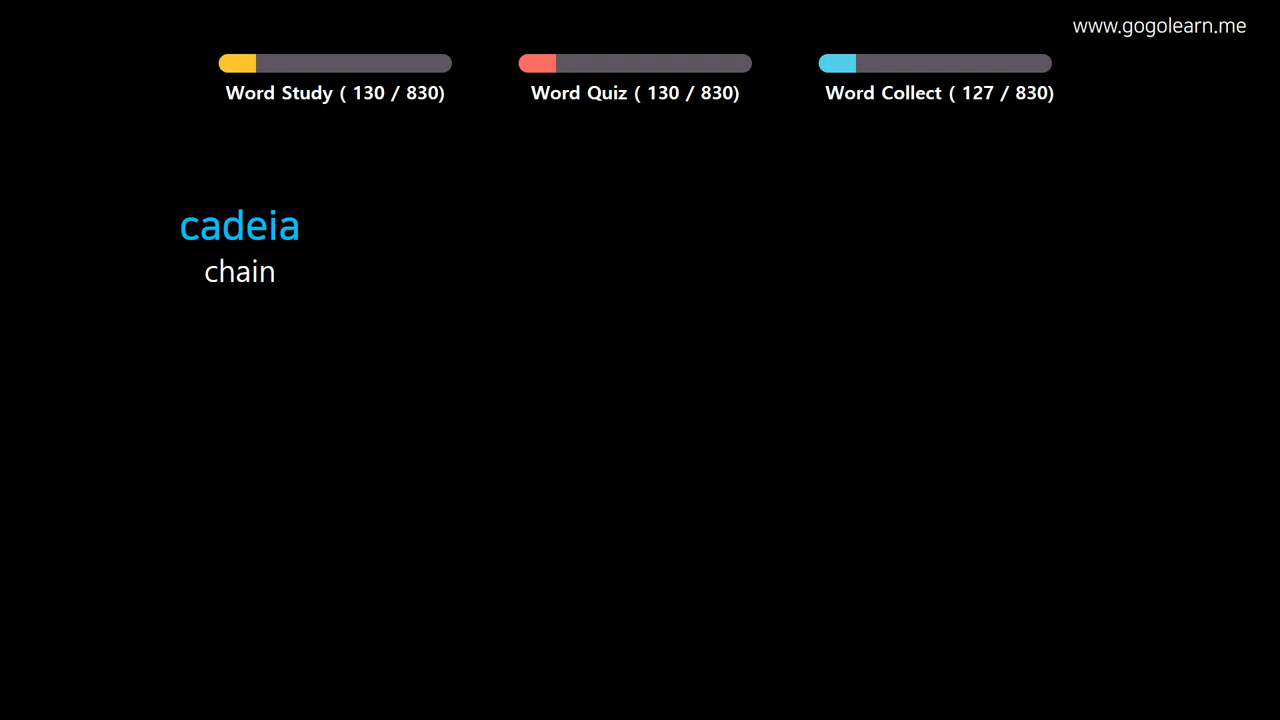 www.gogolearn.me
Word Study ( 130 / 830)
Word Quiz ( 130 / 830)
Word Collect ( 127 / 830)
cadeia
chain